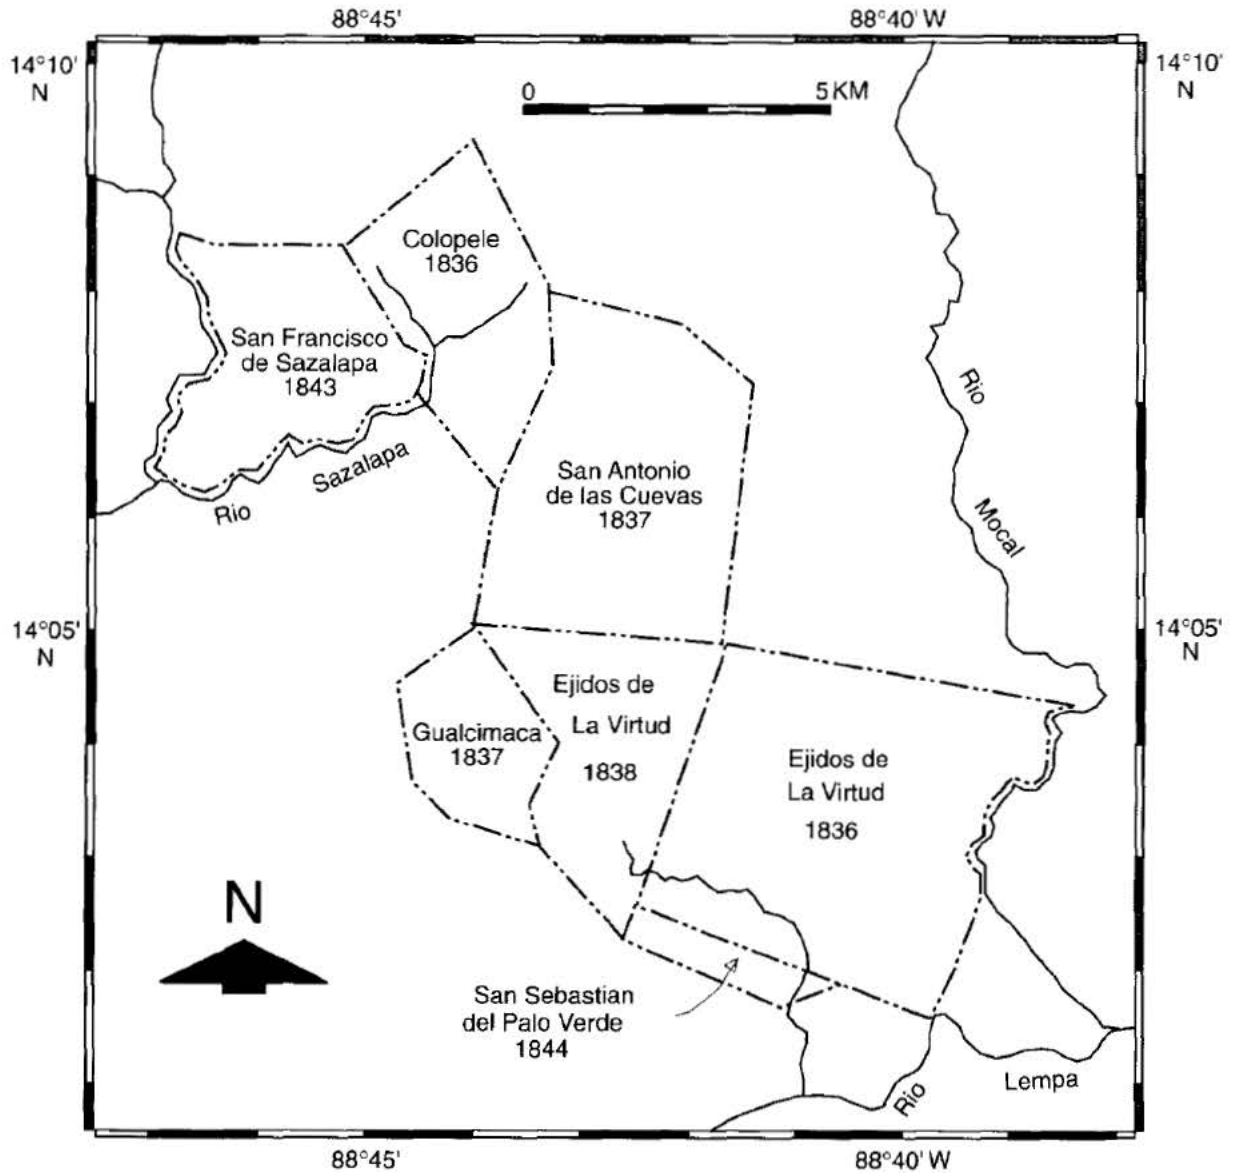 88°45'
88°40' W
14°10'
N
14°10'
N
0
5 KM
Colopele
1836
San Francisco
de Sazalapa
1843
Rio
Sazalapa
Rio
Mocal
San Antonio
de las Cuevas
1837
14°05'
N
14°05'
N
Ejidos de
La Virtud
1838
Gualcimaca
1837
Ejidos de
La Virtud
1836
N
San Sebastian
del Palo Verde
1844
Rio
Lempa
88°45'
88°40' W